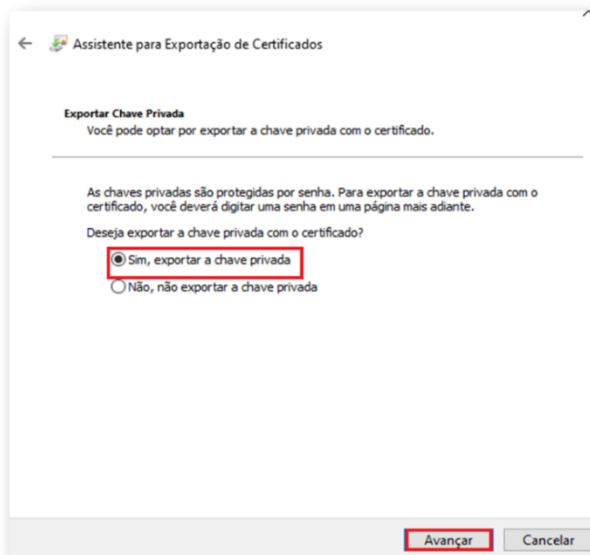 Assistente para Exportação de Certificados
Exportar Chave Privada
Você pode optar por exportar a chave privada com o certificado.
As chaves privadas são protegidas por senha. Para exportar a chave privada com o
certificado, você deverá digitar uma senha em uma página mais adiante.
Deseja exportar a chave privada com o certificado?
Sim, exportar a chave privada
Não, não exportar a chave privada
Avançar Cancelar